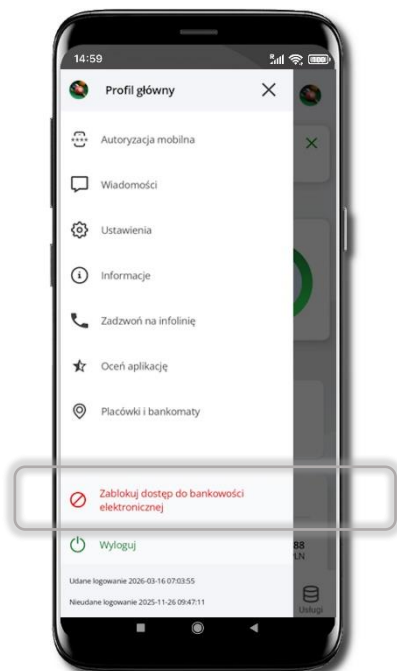 14:59
Profil główny
Autoryzacja mobilna
Wiadomości
Ustawienia
Informacje
Zadzwoń na infolinię
Oceń aplikację
Placówki i bankomaty
Zablokuj dostęp do bankowości
elektronicznej
Wyloguj
88
LN
Udane logowanie 2026-03-16 07:03:55
Nieudane logowanie 2025-11-26 09:47:11
Usługi